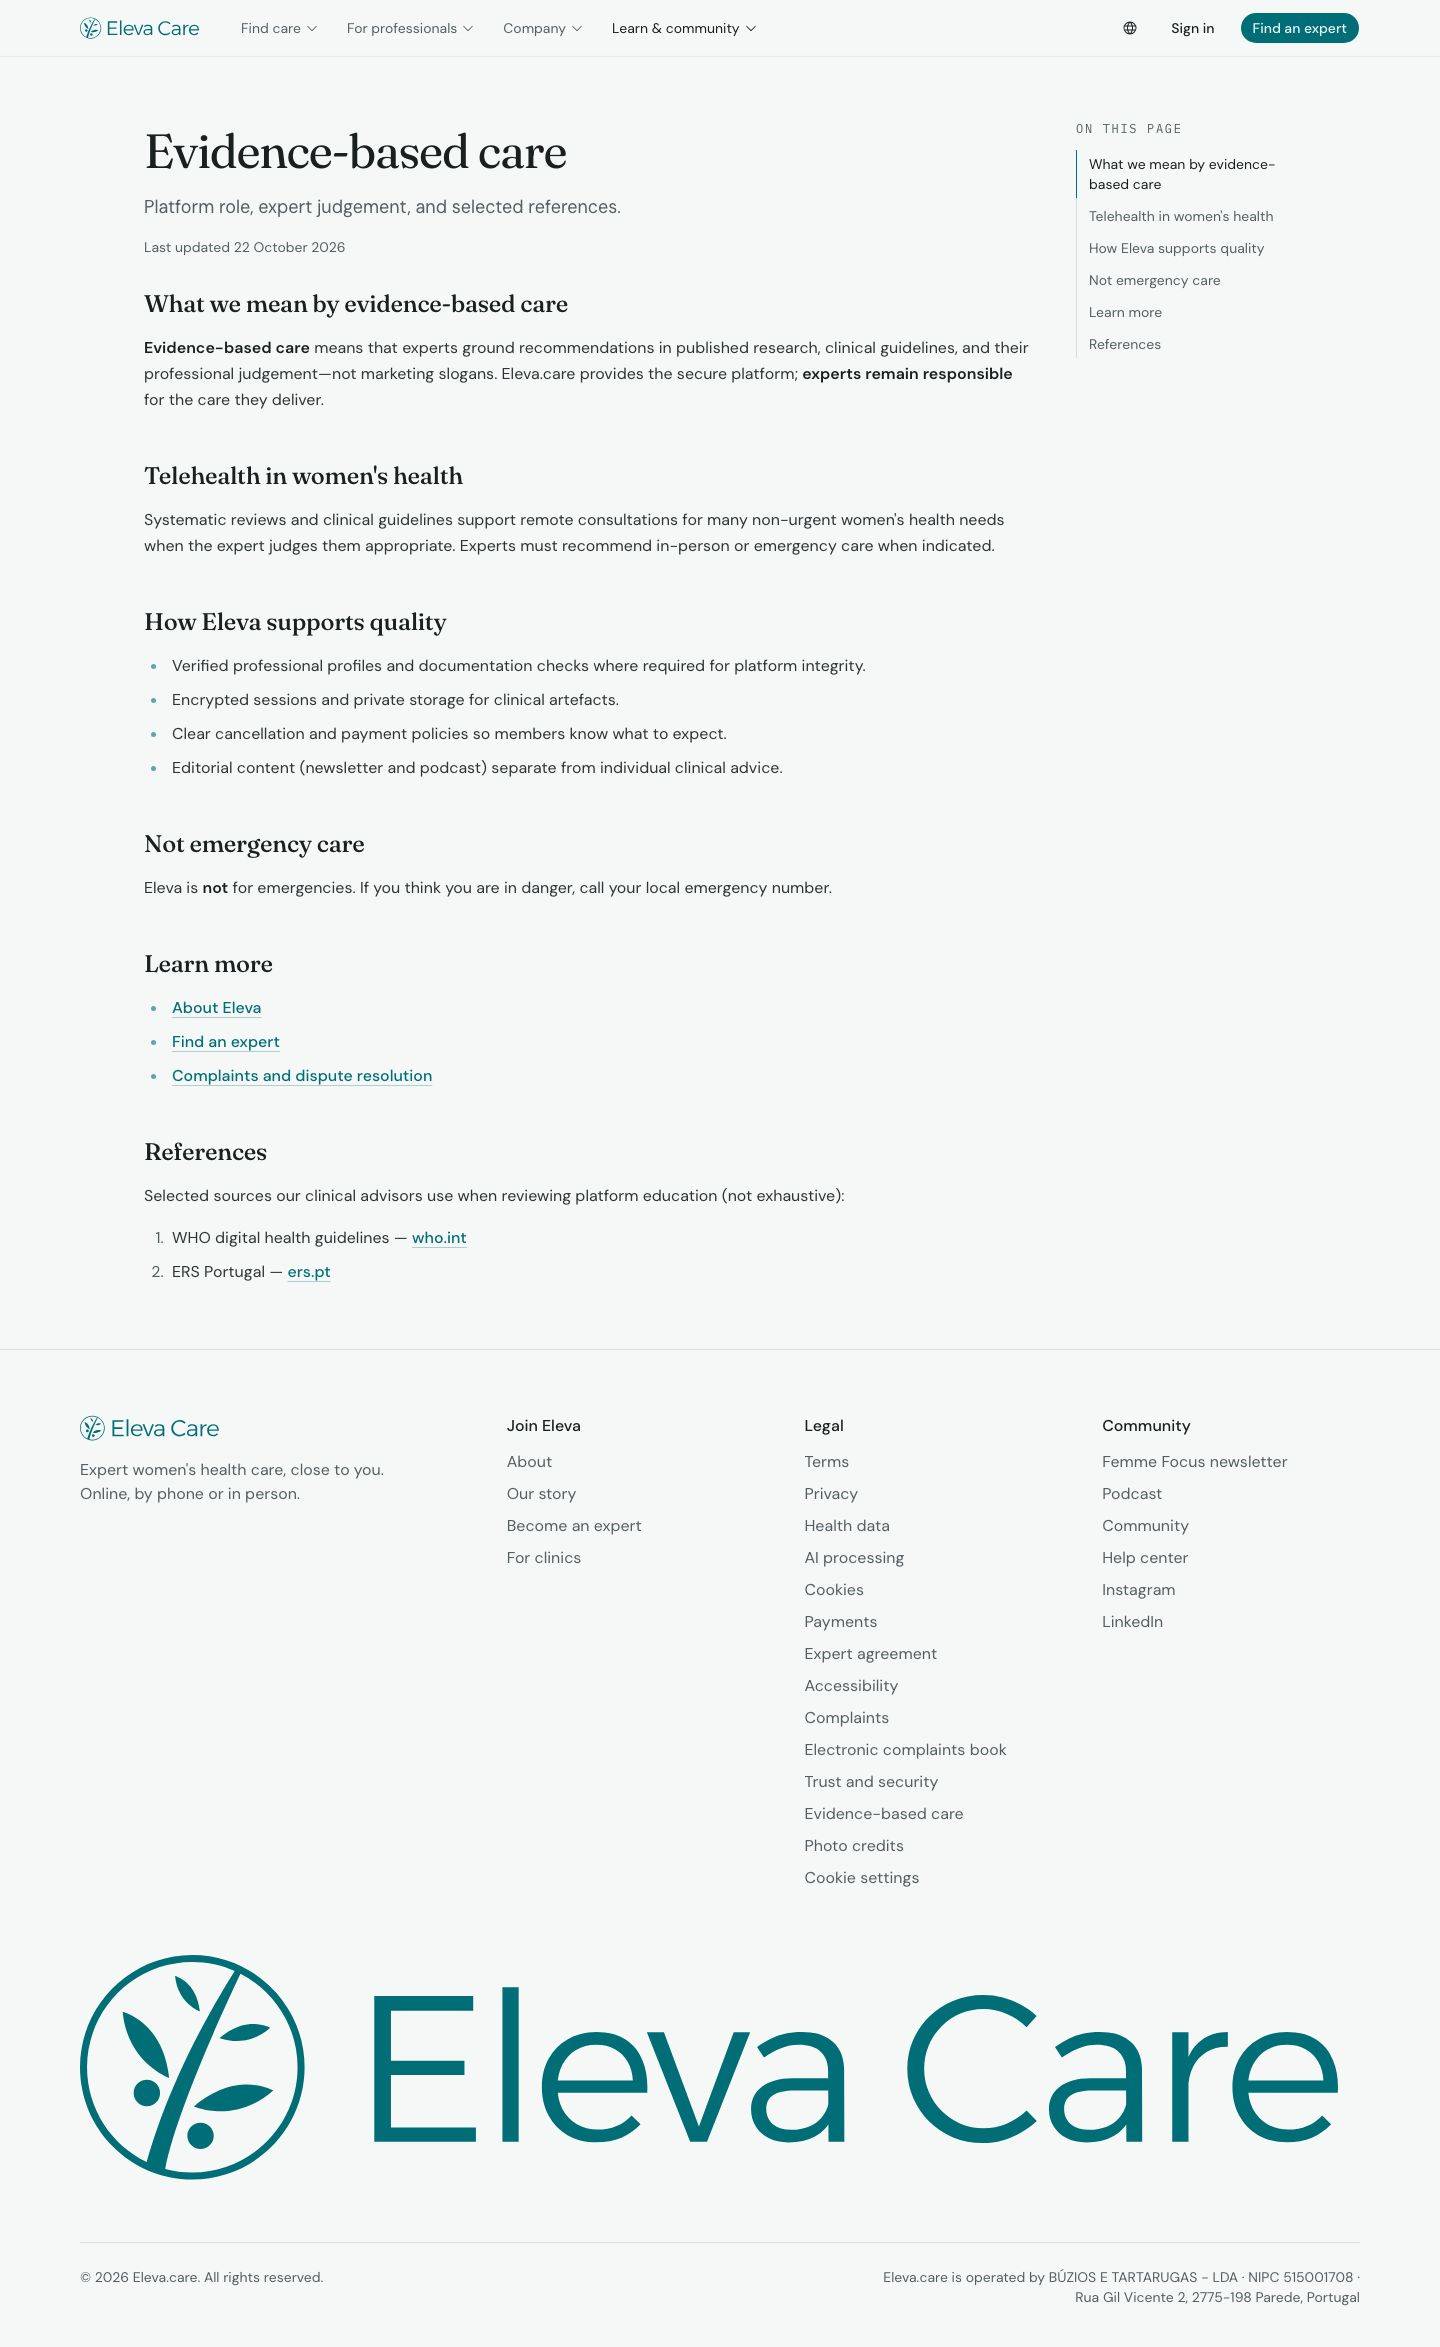 Eleva Care
Find care
For professionals
Company
Learn & community
Sign in
Find an expert
Evidence-based care
Platform role, expert judgement, and selected references.
Last updated 22 October 2026
What we mean by evidence-based care
Evidence-based care means that experts ground recommendations in published research, clinical guidelines, and their
professional judgement—not marketing slogans. Eleva.care provides the secure platform; experts remain responsible
for the care they deliver.
Telehealth in women's health
Systematic reviews and clinical guidelines support remote consultations for many non-urgent women's health needs
when the expert judges them appropriate. Experts must recommend in-person or emergency care when indicated.
How Eleva supports quality
• Verified professional profiles and documentation checks where required for platform integrity.
• Encrypted sessions and private storage for clinical artefacts.
• Clear cancellation and payment policies so members know what to expect.
• Editorial content (newsletter and podcast) separate from individual clinical advice.
Not emergency care
Eleva is not for emergencies. If you think you are in danger, call your local emergency number.
Learn more
• About Eleva
• Find an expert
• Complaints and dispute resolution
References
Selected sources our clinical advisors use when reviewing platform education (not exhaustive):
1. WHO digital health guidelines — who.int
2. ERS Portugal — ers.pt
ON THIS PAGE
What we mean by evidence-
based care
Telehealth in women's health
How Eleva supports quality
Not emergency care
Learn more
References
Eleva Care
Expert women's health care, close to you.
Online, by phone or in person.
Join Eleva
About
Our story
Become an expert
For clinics
Legal
Terms
Privacy
Health data
AI processing
Cookies
Payments
Expert agreement
Accessibility
Complaints
Electronic complaints book
Trust and security
Evidence-based care
Photo credits
Cookie settings
Community
Femme Focus newsletter
Podcast
Community
Help center
Instagram
LinkedIn
Eleva Care
© 2026 Eleva.care. All rights reserved.
Eleva.care is operated by BÚZIOS E TARTARUGAS - LDA · NIPC 515001708 ·
Rua Gil Vicente 2, 2775-198 Parede, Portugal